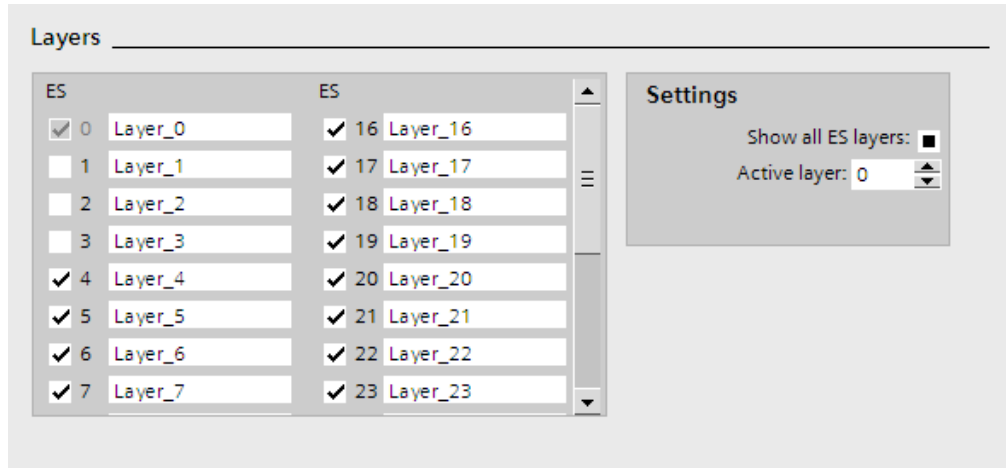 Layers
ES ES
0 Layer_0 16 Layer_16
1 Layer_1 17 Layer_17
2 Layer_2 18 Layer_18
3 Layer_3 19 Layer_19
4 Layer_4 20 Layer_20
5 Layer_5 21 Layer_21
6 Layer_6 22 Layer_22
7 Layer_7 23 Layer_23
Settings
Show all ES layers:
Active layer: 0